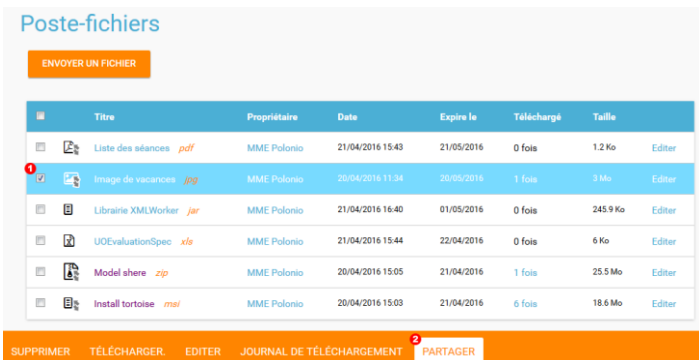 Poste-fichiers
ENVOYER UN FICHIER
Titre Propriétaire Date Expire le Téléchargé Taille
Liste des séances pdf MME Polonio 21/04/2016 15:43 21/05/2016 0 fois 1.2 Ko Editer
1 Image de vacances jpg MME Polonio 20/04/2016 11:34 20/05/2016 1 fois 3 Mo Editer
Librairie XMLWorker jar MME Polonio 21/04/2016 16:40 01/05/2016 0 fois 245.9 Ko Editer
UOEvaluationSpec xls MME Polonio 21/04/2016 15:44 22/04/2016 0 fois 6 Ko Editer
Model shere zip MME Polonio 20/04/2016 15:05 21/04/2016 1 fois 25.5 Mo Editer
Install tortoise msi MME Polonio 20/04/2016 15:03 21/04/2016 6 fois 18.6 Mo Editer
2
SUPPRIMER TÉLÉCHARGER. EDITER JOURNAL DE TÉLÉCHARGEMENT PARTAGER